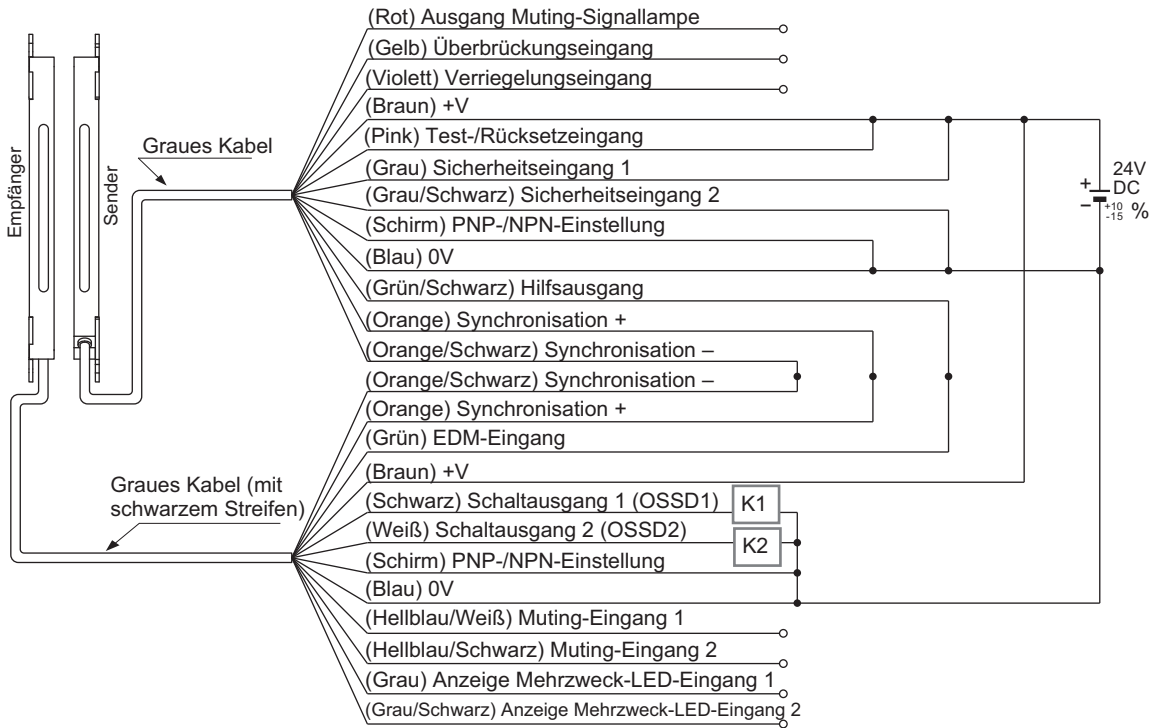 (Rot) Ausgang Muting-Signallampe
(Gelb) Überbrückungseingang
(Violett) Verriegelungseingang
(Braun) +V
(Pink) Test-/Rücksetzeingang
(Grau) Sicherheitseingang 1
(Grau/Schwarz) Sicherheitseingang 2
(Schirm) PNP-/NPN-Einstellung
(Blau) 0V
(Grün/Schwarz) Hilfsausgang
(Orange) Synchronisation +
(Orange/Schwarz) Synchronisation –
(Orange/Schwarz) Synchronisation –
(Orange) Synchronisation +
(Grün) EDM-Eingang
(Braun) +V
(Schwarz) Schaltausgang 1 (OSSD1)
K1
(Weiß) Schaltausgang 2 (OSSD2)
K2
(Schirm) PNP-/NPN-Einstellung
(Blau) 0V
(Hellblau/Weiß) Muting-Eingang 1
(Hellblau/Schwarz) Muting-Eingang 2
(Grau) Anzeige Mehrzweck-LED-Eingang 1
(Grau/Schwarz) Anzeige Mehrzweck-LED-Eingang 2
Empfänger
Sender
Graues Kabel
Graues Kabel (mit
schwarzem Streifen)
24V
+ DC
– +10 %
-15